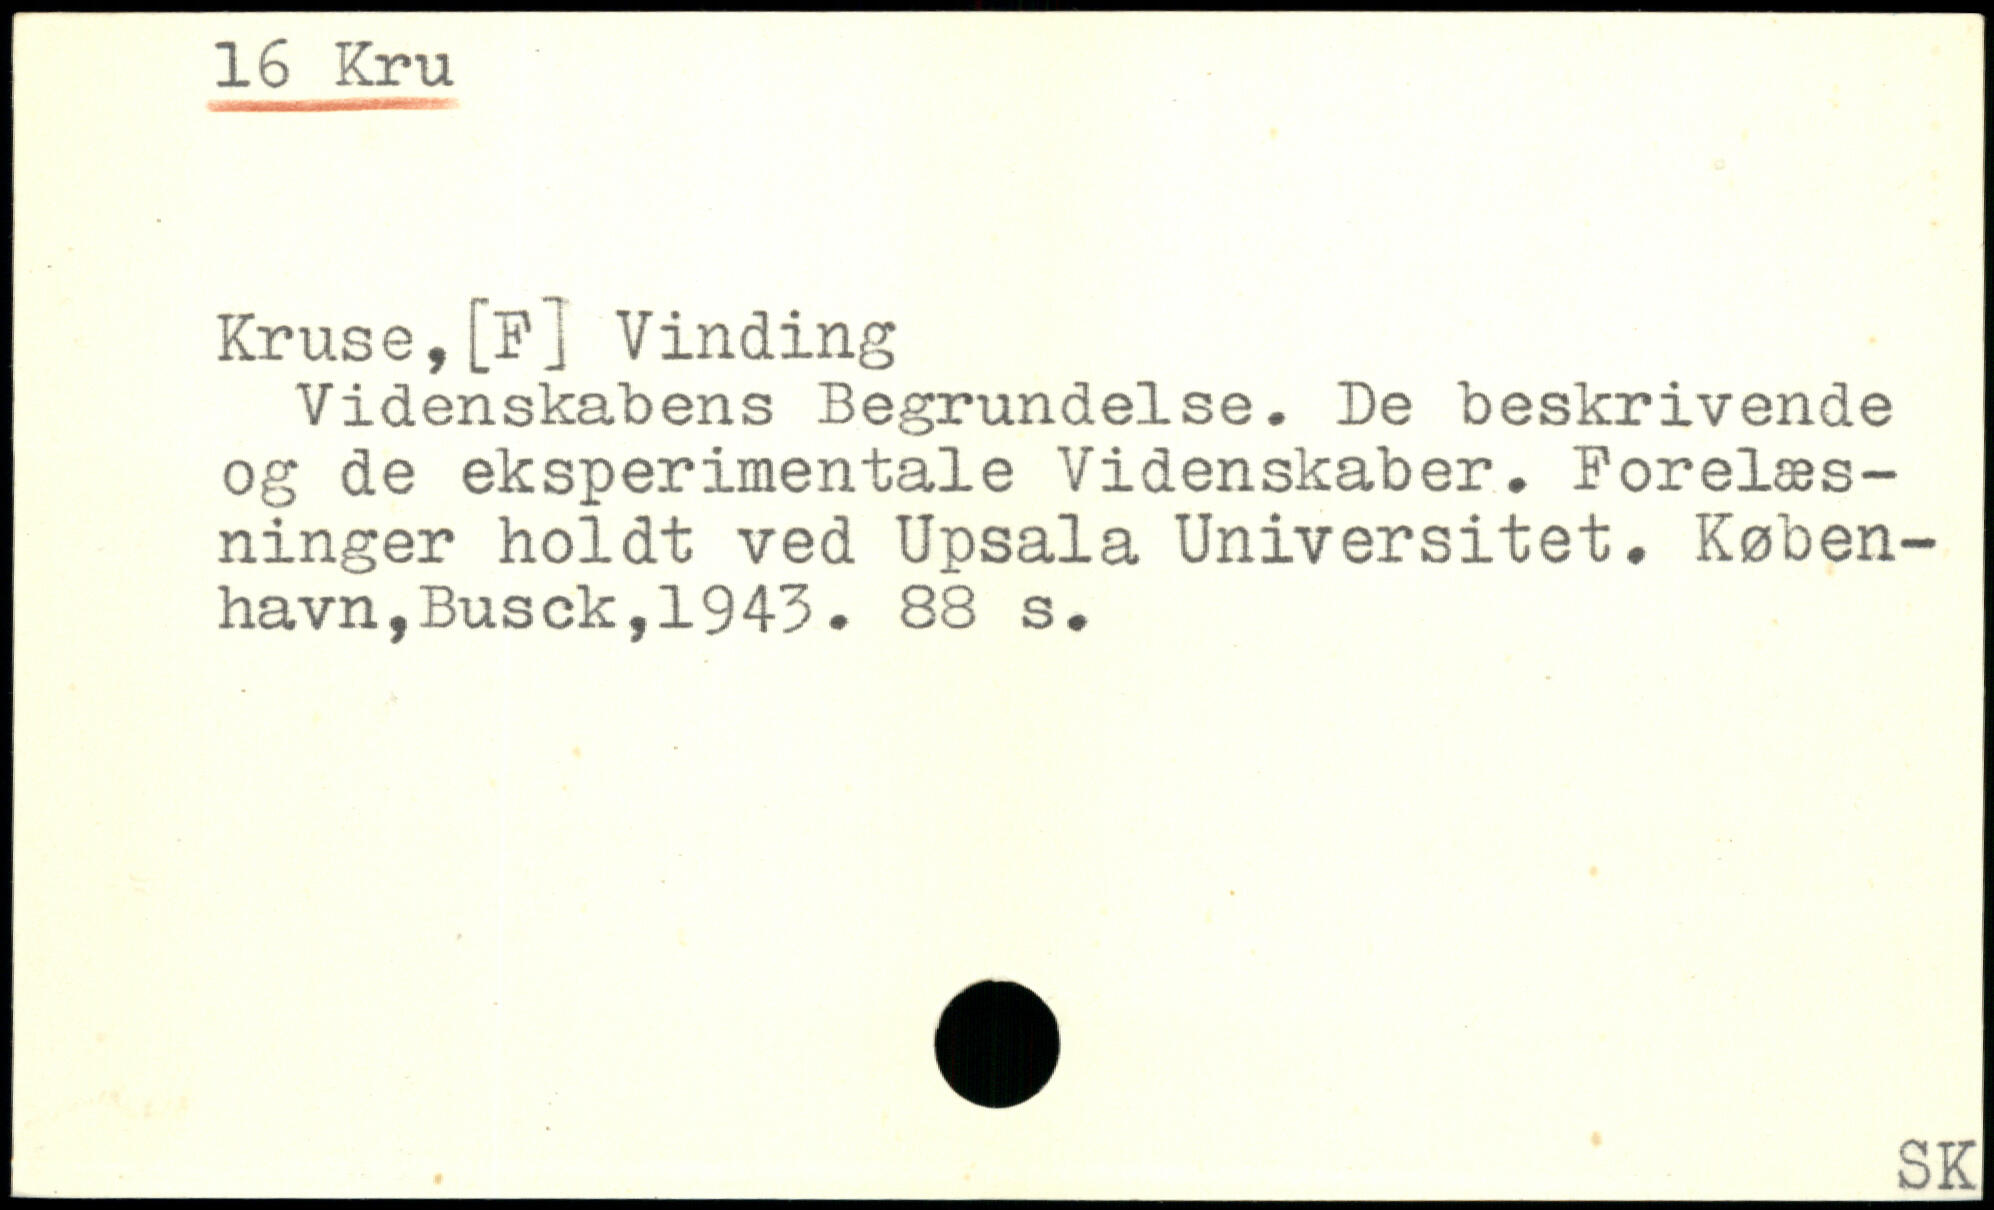 16 Kru
Kruse,[F] Vinding
Videnskabens Begrundelse. De beskrivende
og de eksperimentale Videnskaber. Forelæs-
ninger holdt ved Upsala Universitet. Køben-
havn,Busck,1943. 88 s.
SK